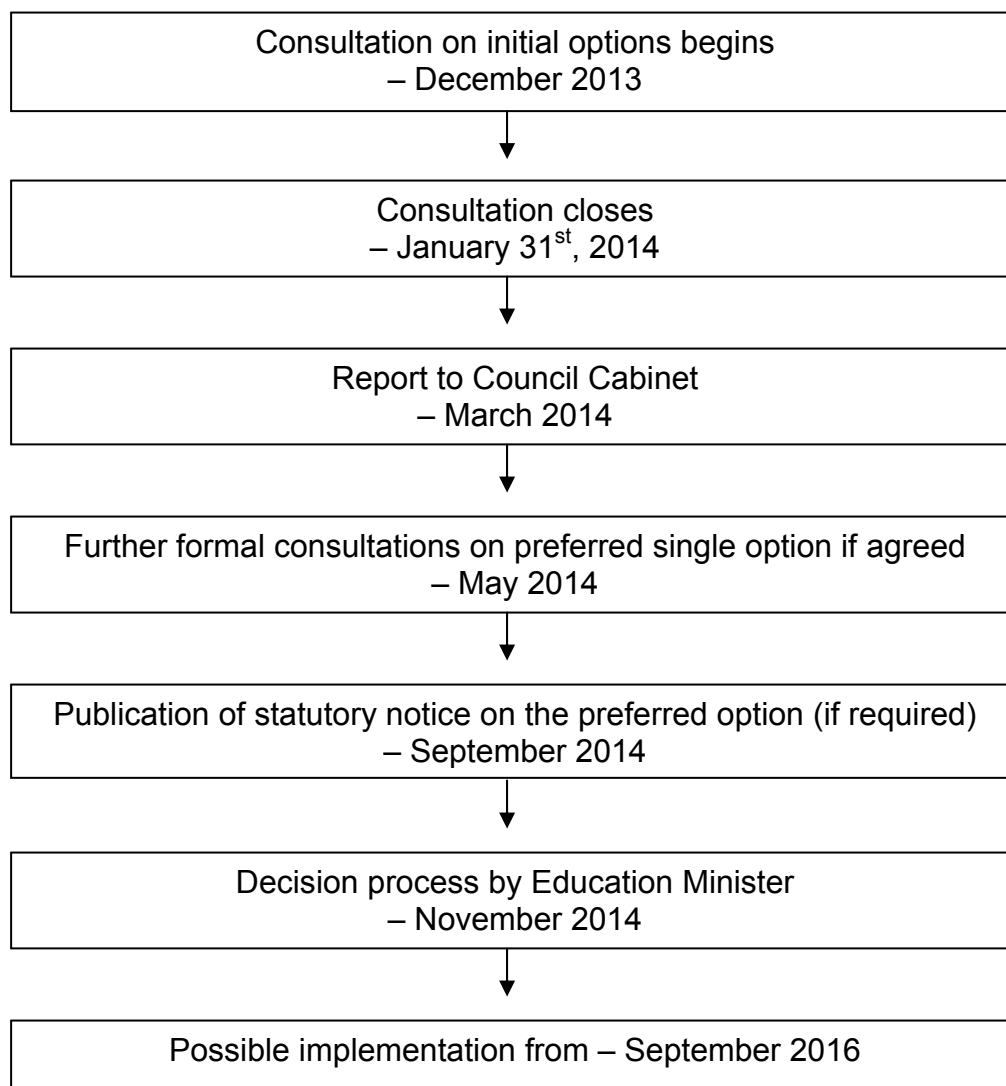 Consultation on initial options begins
– December 2013
Consultation closes
– January 31st, 2014
Report to Council Cabinet
– March 2014
Further formal consultations on preferred single option if agreed
– May 2014
Publication of statutory notice on the preferred option (if required)
– September 2014
Decision process by Education Minister
– November 2014
Possible implementation from – September 2016